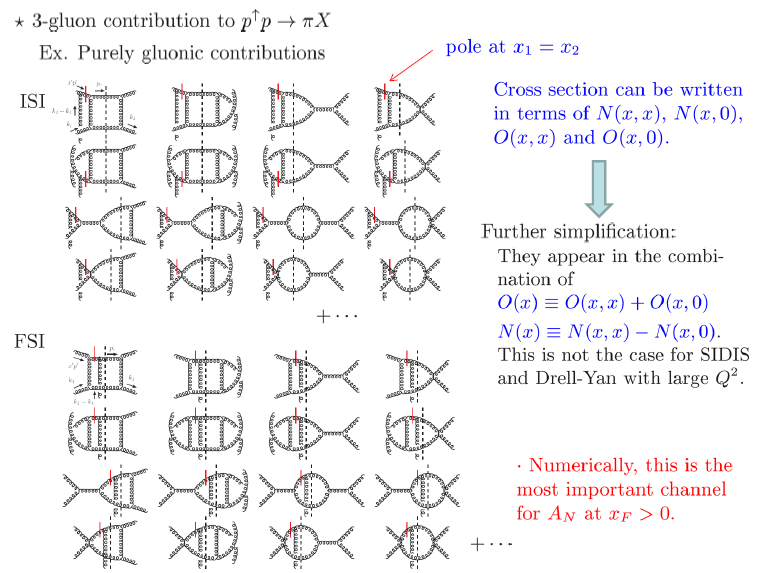 ⋆ 3-gluon contribution to p↑p → πX
Ex. Purely gluonic contributions
pole at x₁ = x₂
ISI
Cross section can be written
in terms of N(x, x), N(x, 0),
O(x, x) and O(x, 0).
Further simplification:
They appear in the combi-
nation of
O(x) ≡ O(x, x) + O(x, 0)
N(x) ≡ N(x, x) − N(x, 0).
This is not the case for SIDIS
and Drell-Yan with large Q².
+ ⋯
FSI
· Numerically, this is the
most important channel
for A_N at x_F > 0.
+ ⋯